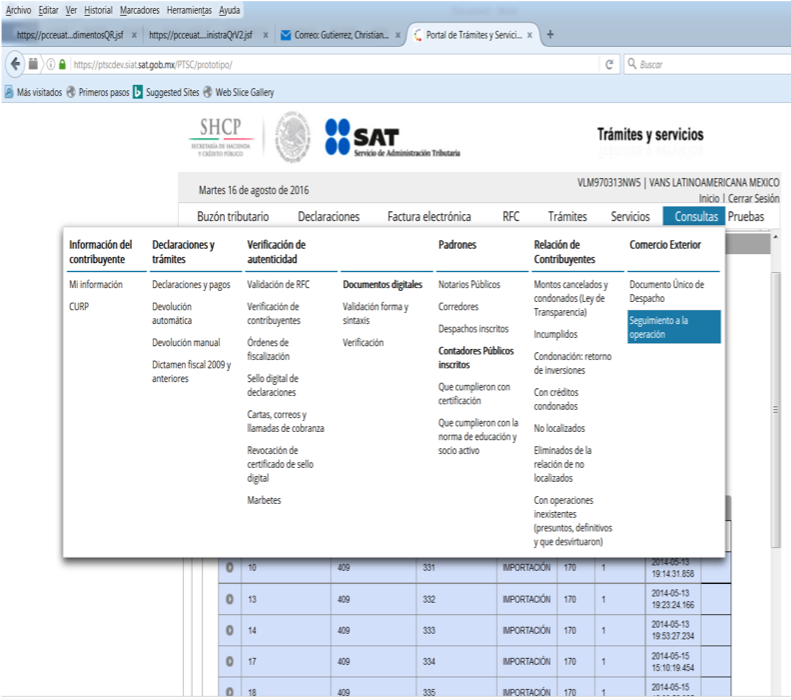 Archivo Editar Ver Historial Marcadores Herramientas Ayuda
https://pcceuat...dimentosQR.jsf × https://pcceuat...inistraQrV2.jsf × Correo: Gutierrez, Christian... × Portal de Trámites y Servici... × +
https://ptscdev.siat.sat.gob.mx/PTSC/prototipo/ Buscar
Más visitados Primeros pasos Suggested Sites Web Slice Gallery
SHCP
SECRETARÍA DE HACIENDA
Y CRÉDITO PÚBLICO
SAT
Servicio de Administración Tributaria
Trámites y servicios
Martes 16 de agosto de 2016
VLM970313NW5 | VANS LATINOAMERICANA MEXICO
Inicio | Cerrar Sesión
Buzón tributario Declaraciones Factura electrónica RFC Trámites Servicios Consultas Pruebas
Información del
contribuyente
Mi información
CURP
Declaraciones y
trámites
Declaraciones y pagos
Devolución
automática
Devolución manual
Dictamen fiscal 2009 y
anteriores
Verificación de
autenticidad
Validación de RFC
Verificación de
contribuyentes
Órdenes de
fiscalización
Sello digital de
declaraciones
Cartas, correos y
llamadas de cobranza
Revocación de
certificado de sello
digital
Marbetes
Documentos digitales
Validación forma y
sintaxis
Verificación
Padrones
Notarios Públicos
Corredores
Despachos inscritos
Contadores Públicos
inscritos
Que cumplieron con
certificación
Que cumplieron con la
norma de educación y
socio activo
Relación de
Contribuyentes
Montos cancelados y
condonados (Ley de
Transparencia)
Incumplidos
Condonación: retorno
de inversiones
Con créditos
condonados
No localizados
Eliminados de la
relación de no
localizados
Con operaciones
inexistentes
(presuntos, definitivos
y que desvirtuaron)
Comercio Exterior
Documento Único de
Despacho
Seguimiento a la
operación
10 409 331 IMPORTACIÓN 170 1 2014-05-13
19:14:31.858
13 409 332 IMPORTACIÓN 170 1 2014-05-13
19:23:24.166
14 409 333 IMPORTACIÓN 170 1 2014-05-13
19:53:27.234
17 409 334 IMPORTACIÓN 170 1 2014-05-15
15:10:19.454
18 409 335 IMPORTACIÓN 170 1 2014-05-15